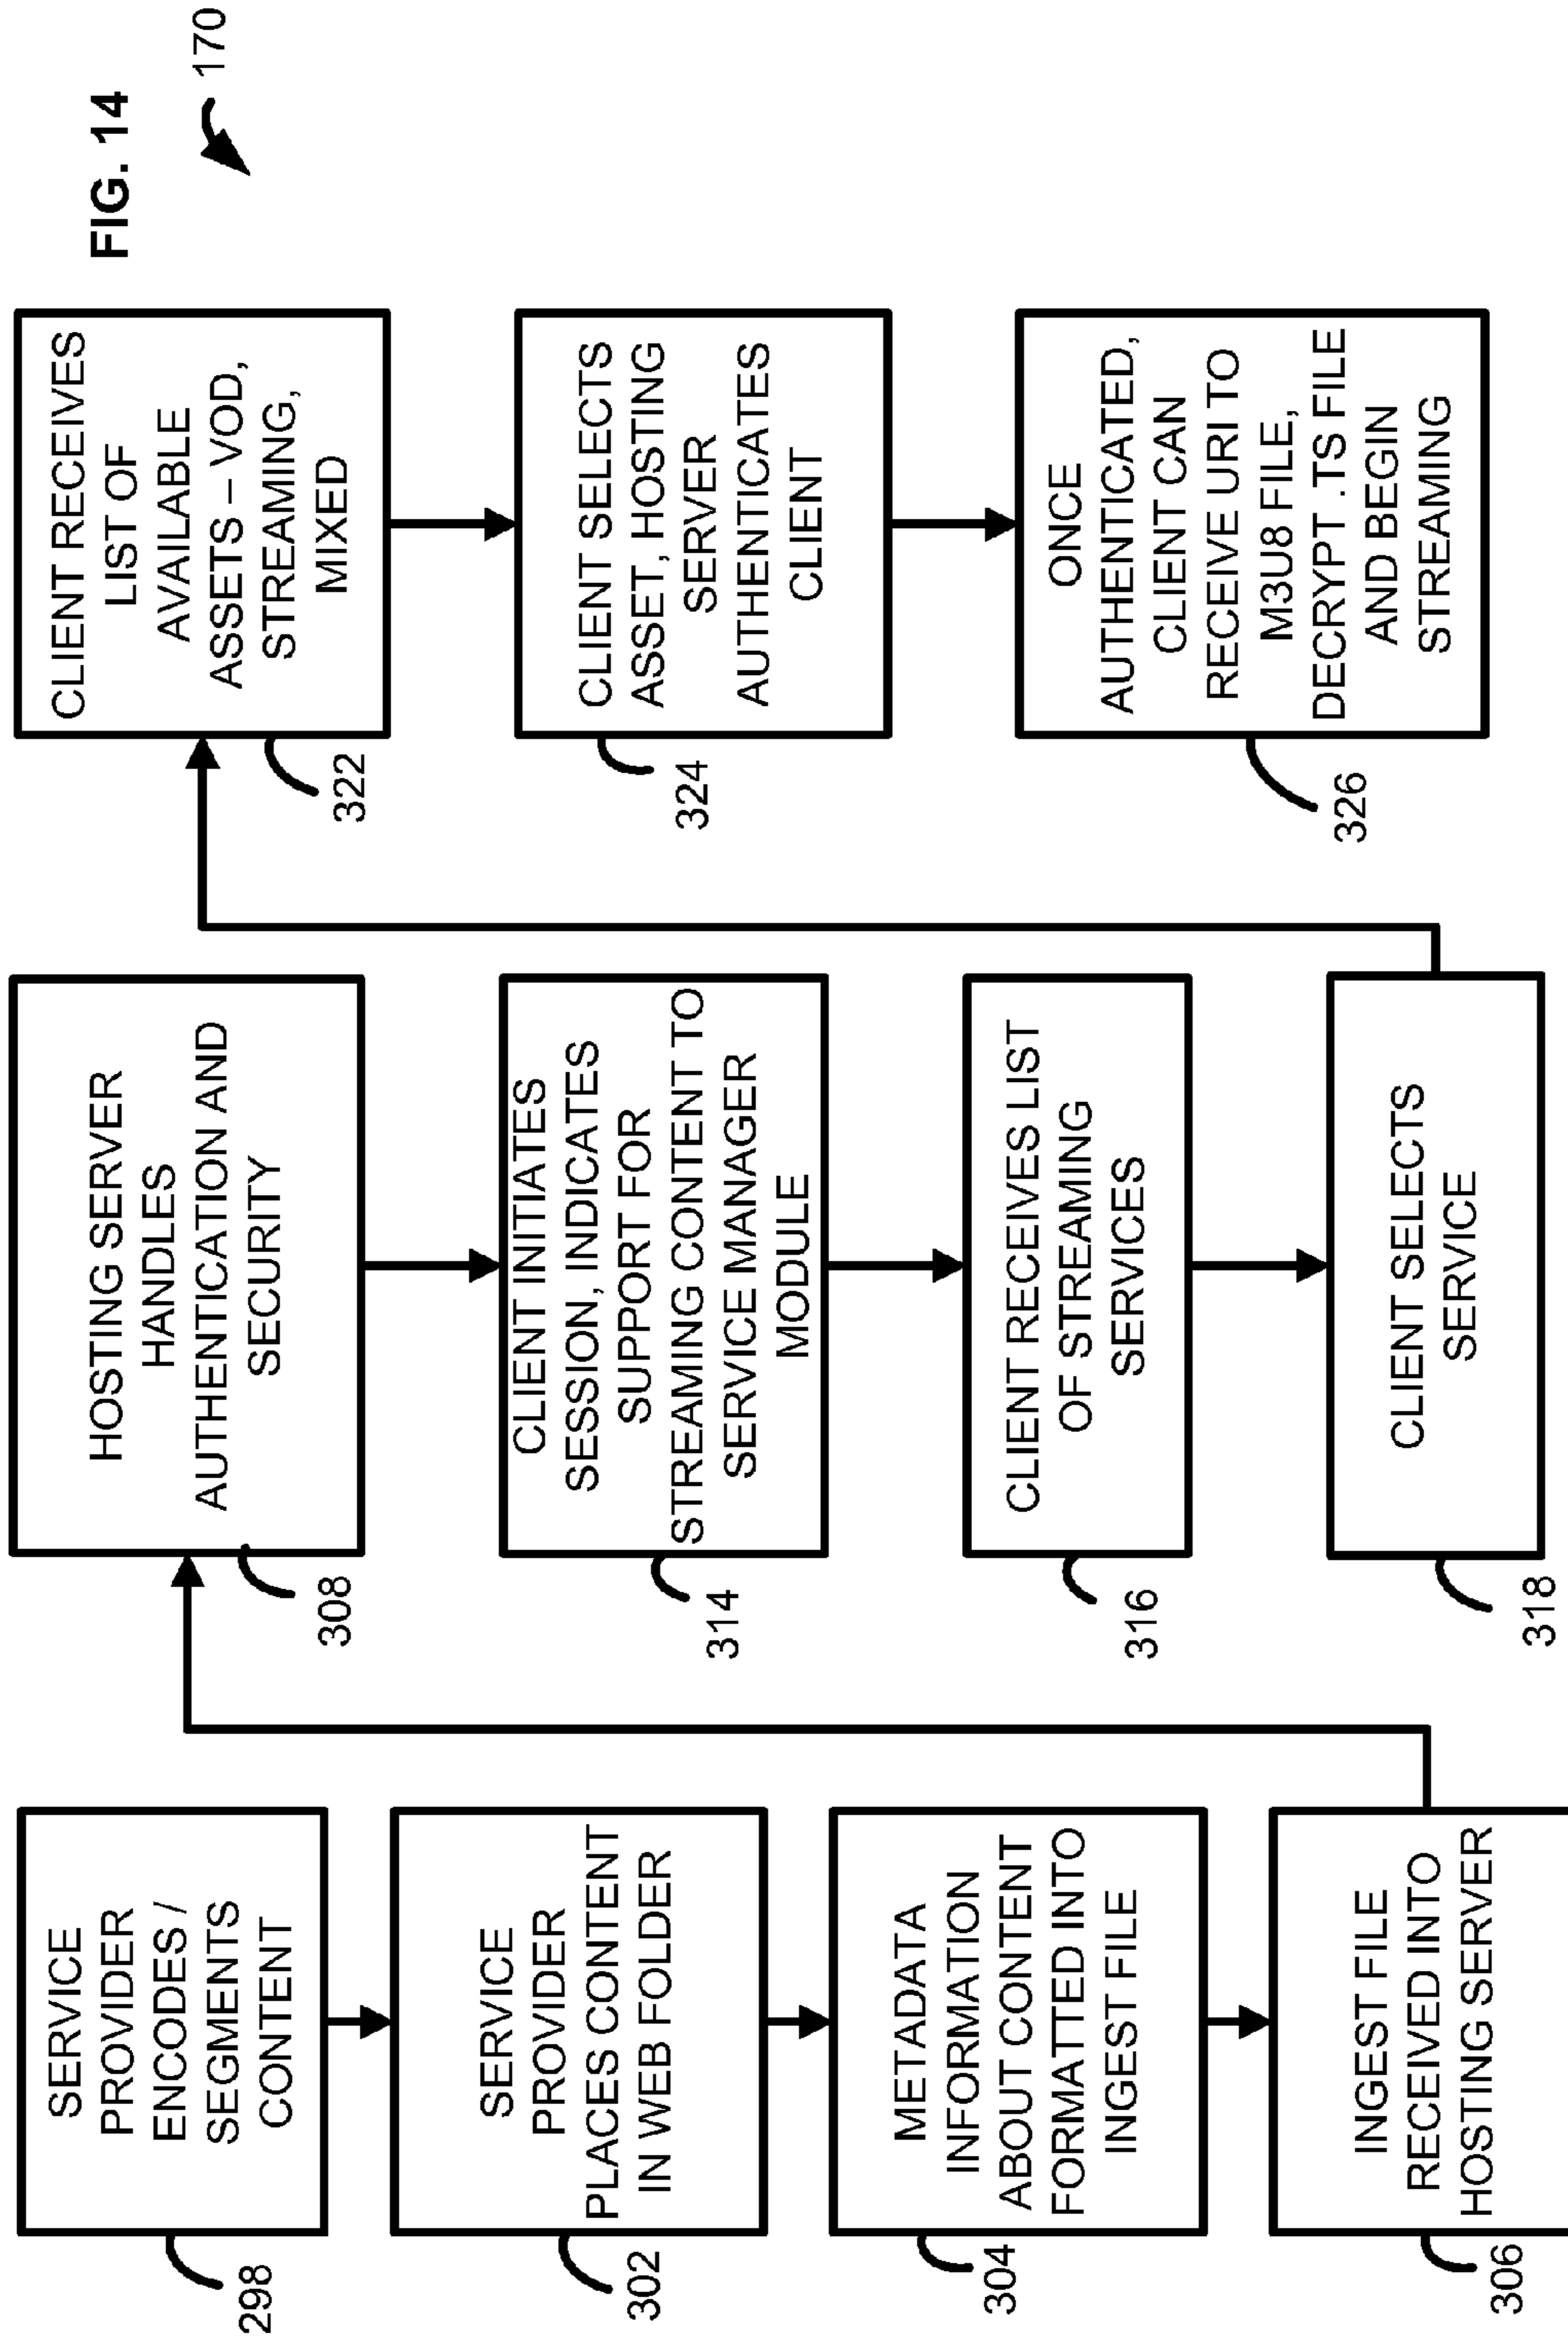 FIG. 14
170
SERVICE
PROVIDER
ENCODES /
SEGMENTS
CONTENT
298
SERVICE
PROVIDER
PLACES CONTENT
IN WEB FOLDER
302
METADATA
INFORMATION
ABOUT CONTENT
FORMATTED INTO
INGEST FILE
304
INGEST FILE
RECEIVED INTO
HOSTING SERVER
306
HOSTING SERVER
HANDLES
AUTHENTICATION AND
SECURITY
308
CLIENT INITIATES
SESSION, INDICATES
SUPPORT FOR
STREAMING CONTENT TO
SERVICE MANAGER
MODULE
314
CLIENT RECEIVES LIST
OF STREAMING
SERVICES
316
CLIENT SELECTS
SERVICE
318
CLIENT RECEIVES
LIST OF
AVAILABLE
ASSETS – VOD,
STREAMING,
MIXED
322
CLIENT SELECTS
ASSET, HOSTING
SERVER
AUTHENTICATES
CLIENT
324
ONCE
AUTHENTICATED,
CLIENT CAN
RECEIVE URI TO
M3U8 FILE,
DECRYPT .TS FILE
AND BEGIN
STREAMING
326